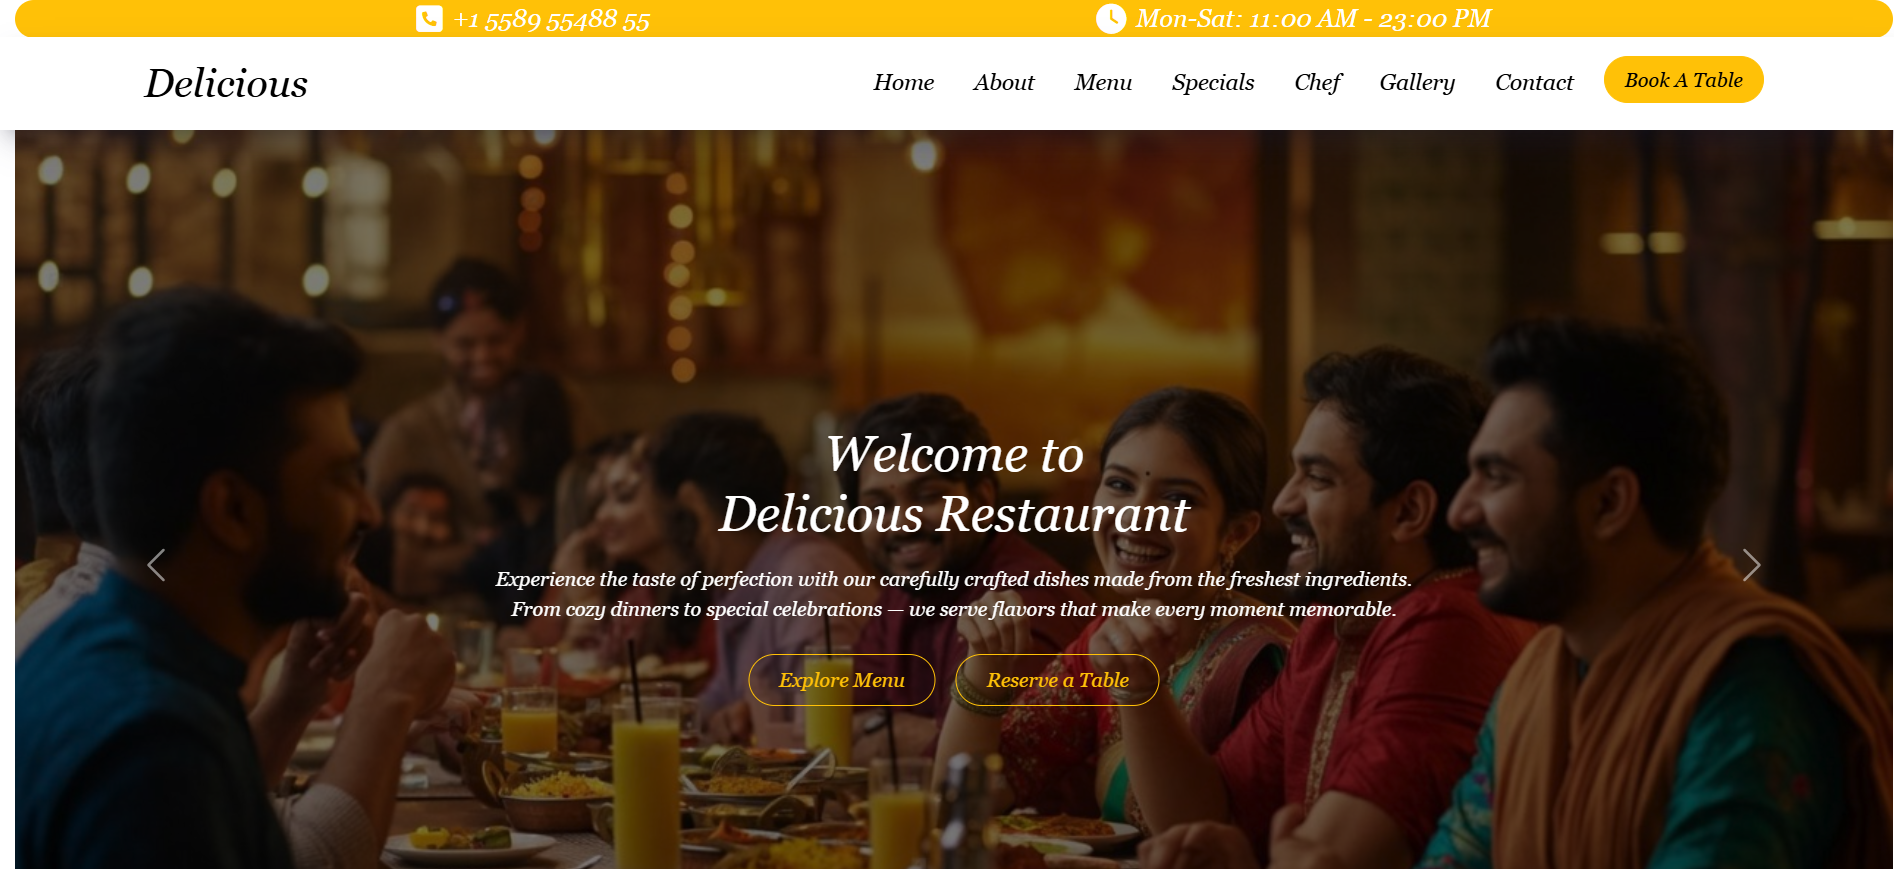 +1 5589 55488 55
Mon-Sat: 11:00 AM - 23:00 PM
Delicious
Home
About
Menu
Specials
Chef
Gallery
Contact
Book A Table
Welcome to
Delicious Restaurant
Experience the taste of perfection with our carefully crafted dishes made from the freshest ingredients.
From cozy dinners to special celebrations — we serve flavors that make every moment memorable.
Explore Menu
Reserve a Table